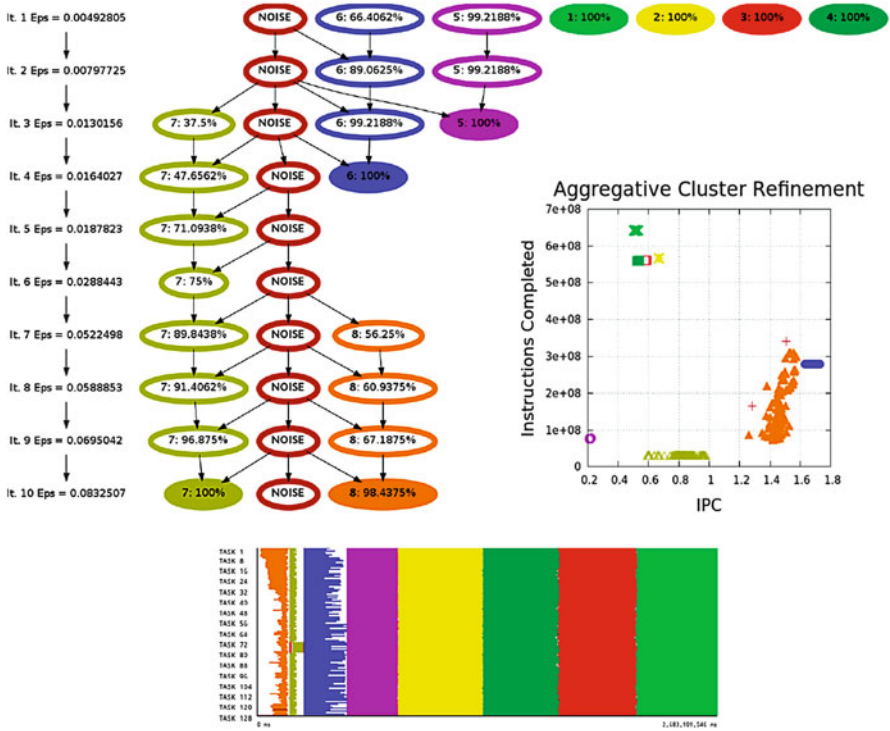 It. 1 Eps = 0.00492805 NOISE 6: 66.4062% 5: 99.2188% 1: 100% 2: 100% 3: 100% 4: 100%
It. 2 Eps = 0.00797725 NOISE 6: 89.0625% 5: 99.2188%
It. 3 Eps = 0.0130156 7: 37.5% NOISE 6: 99.2188% 5: 100%
It. 4 Eps = 0.0164027 7: 47.6562% NOISE 6: 100%
It. 5 Eps = 0.0187823 7: 71.0938% NOISE
It. 6 Eps = 0.0288443 7: 75% NOISE
It. 7 Eps = 0.0522498 7: 89.8438% NOISE 8: 56.25%
It. 8 Eps = 0.0588853 7: 91.4062% NOISE 8: 60.9375%
It. 9 Eps = 0.0695042 7: 96.875% NOISE 8: 67.1875%
It. 10 Eps = 0.0832507 7: 100% NOISE 8: 98.4375%
Aggregative Cluster Refinement
Instructions Completed
7e+08
6e+08
5e+08
4e+08
3e+08
2e+08
1e+08
0
0.2 0.4 0.6 0.8 1 1.2 1.4 1.6 1.8
IPC
TASK 1
TASK 8
TASK 16
TASK 24
TASK 32
TASK 40
TASK 48
TASK 56
TASK 64
TASK 72
TASK 80
TASK 88
TASK 96
TASK 104
TASK 112
TASK 120
TASK 128
0 ms